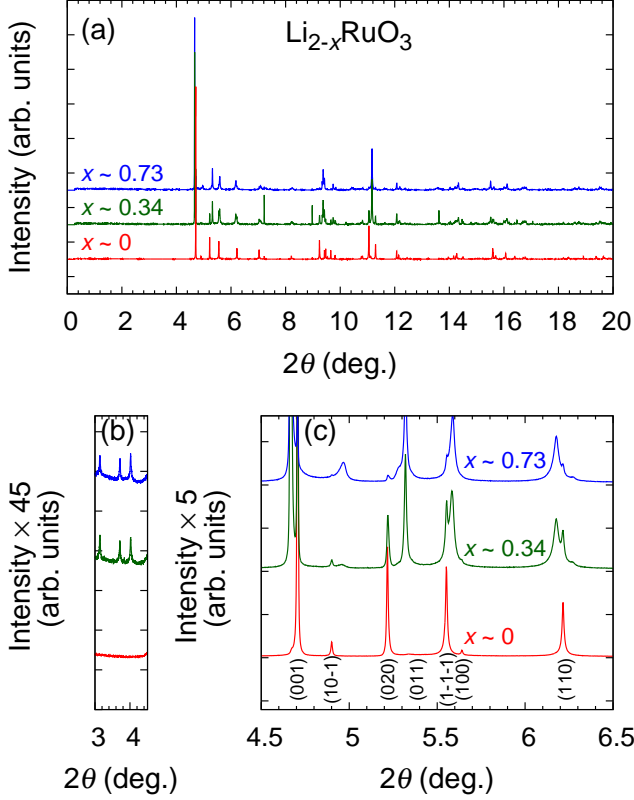 (a)
Li2-xRuO3
Intensity (arb. units)
x ~ 0.73
x ~ 0.34
x ~ 0
0 2 4 6 8 10 12 14 16 18 20
2θ (deg.)
(b)
Intensity × 45
(arb. units)
3 4
2θ (deg.)
(c)
Intensity × 5
(arb. units)
x ~ 0.73
x ~ 0.34
x ~ 0
(001) (10-1) (020) (011) (1-1-1) (100) (110)
4.5 5 5.5 6 6.5
2θ (deg.)